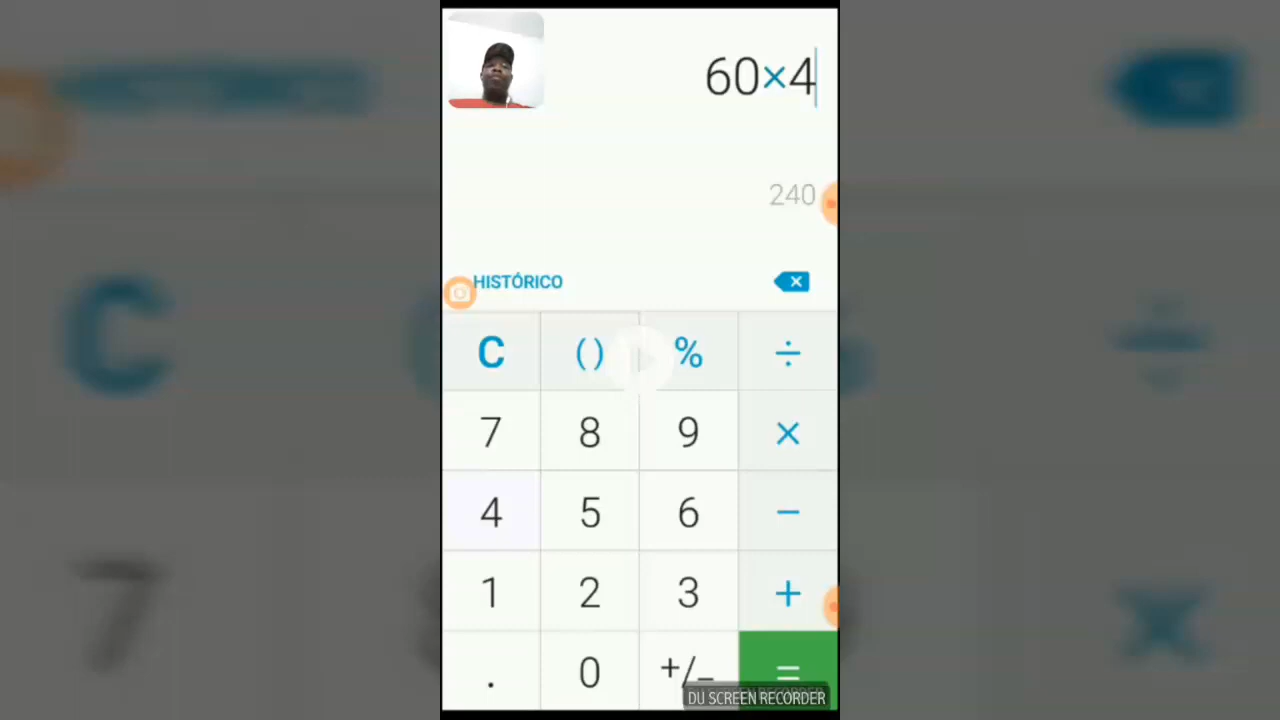 60×4
240
HISTÓRICO
C ( ) % ÷
7 8 9 ×
4 5 6 −
1 2 3 +
. 0 +/− =
DU SCREEN RECORDER